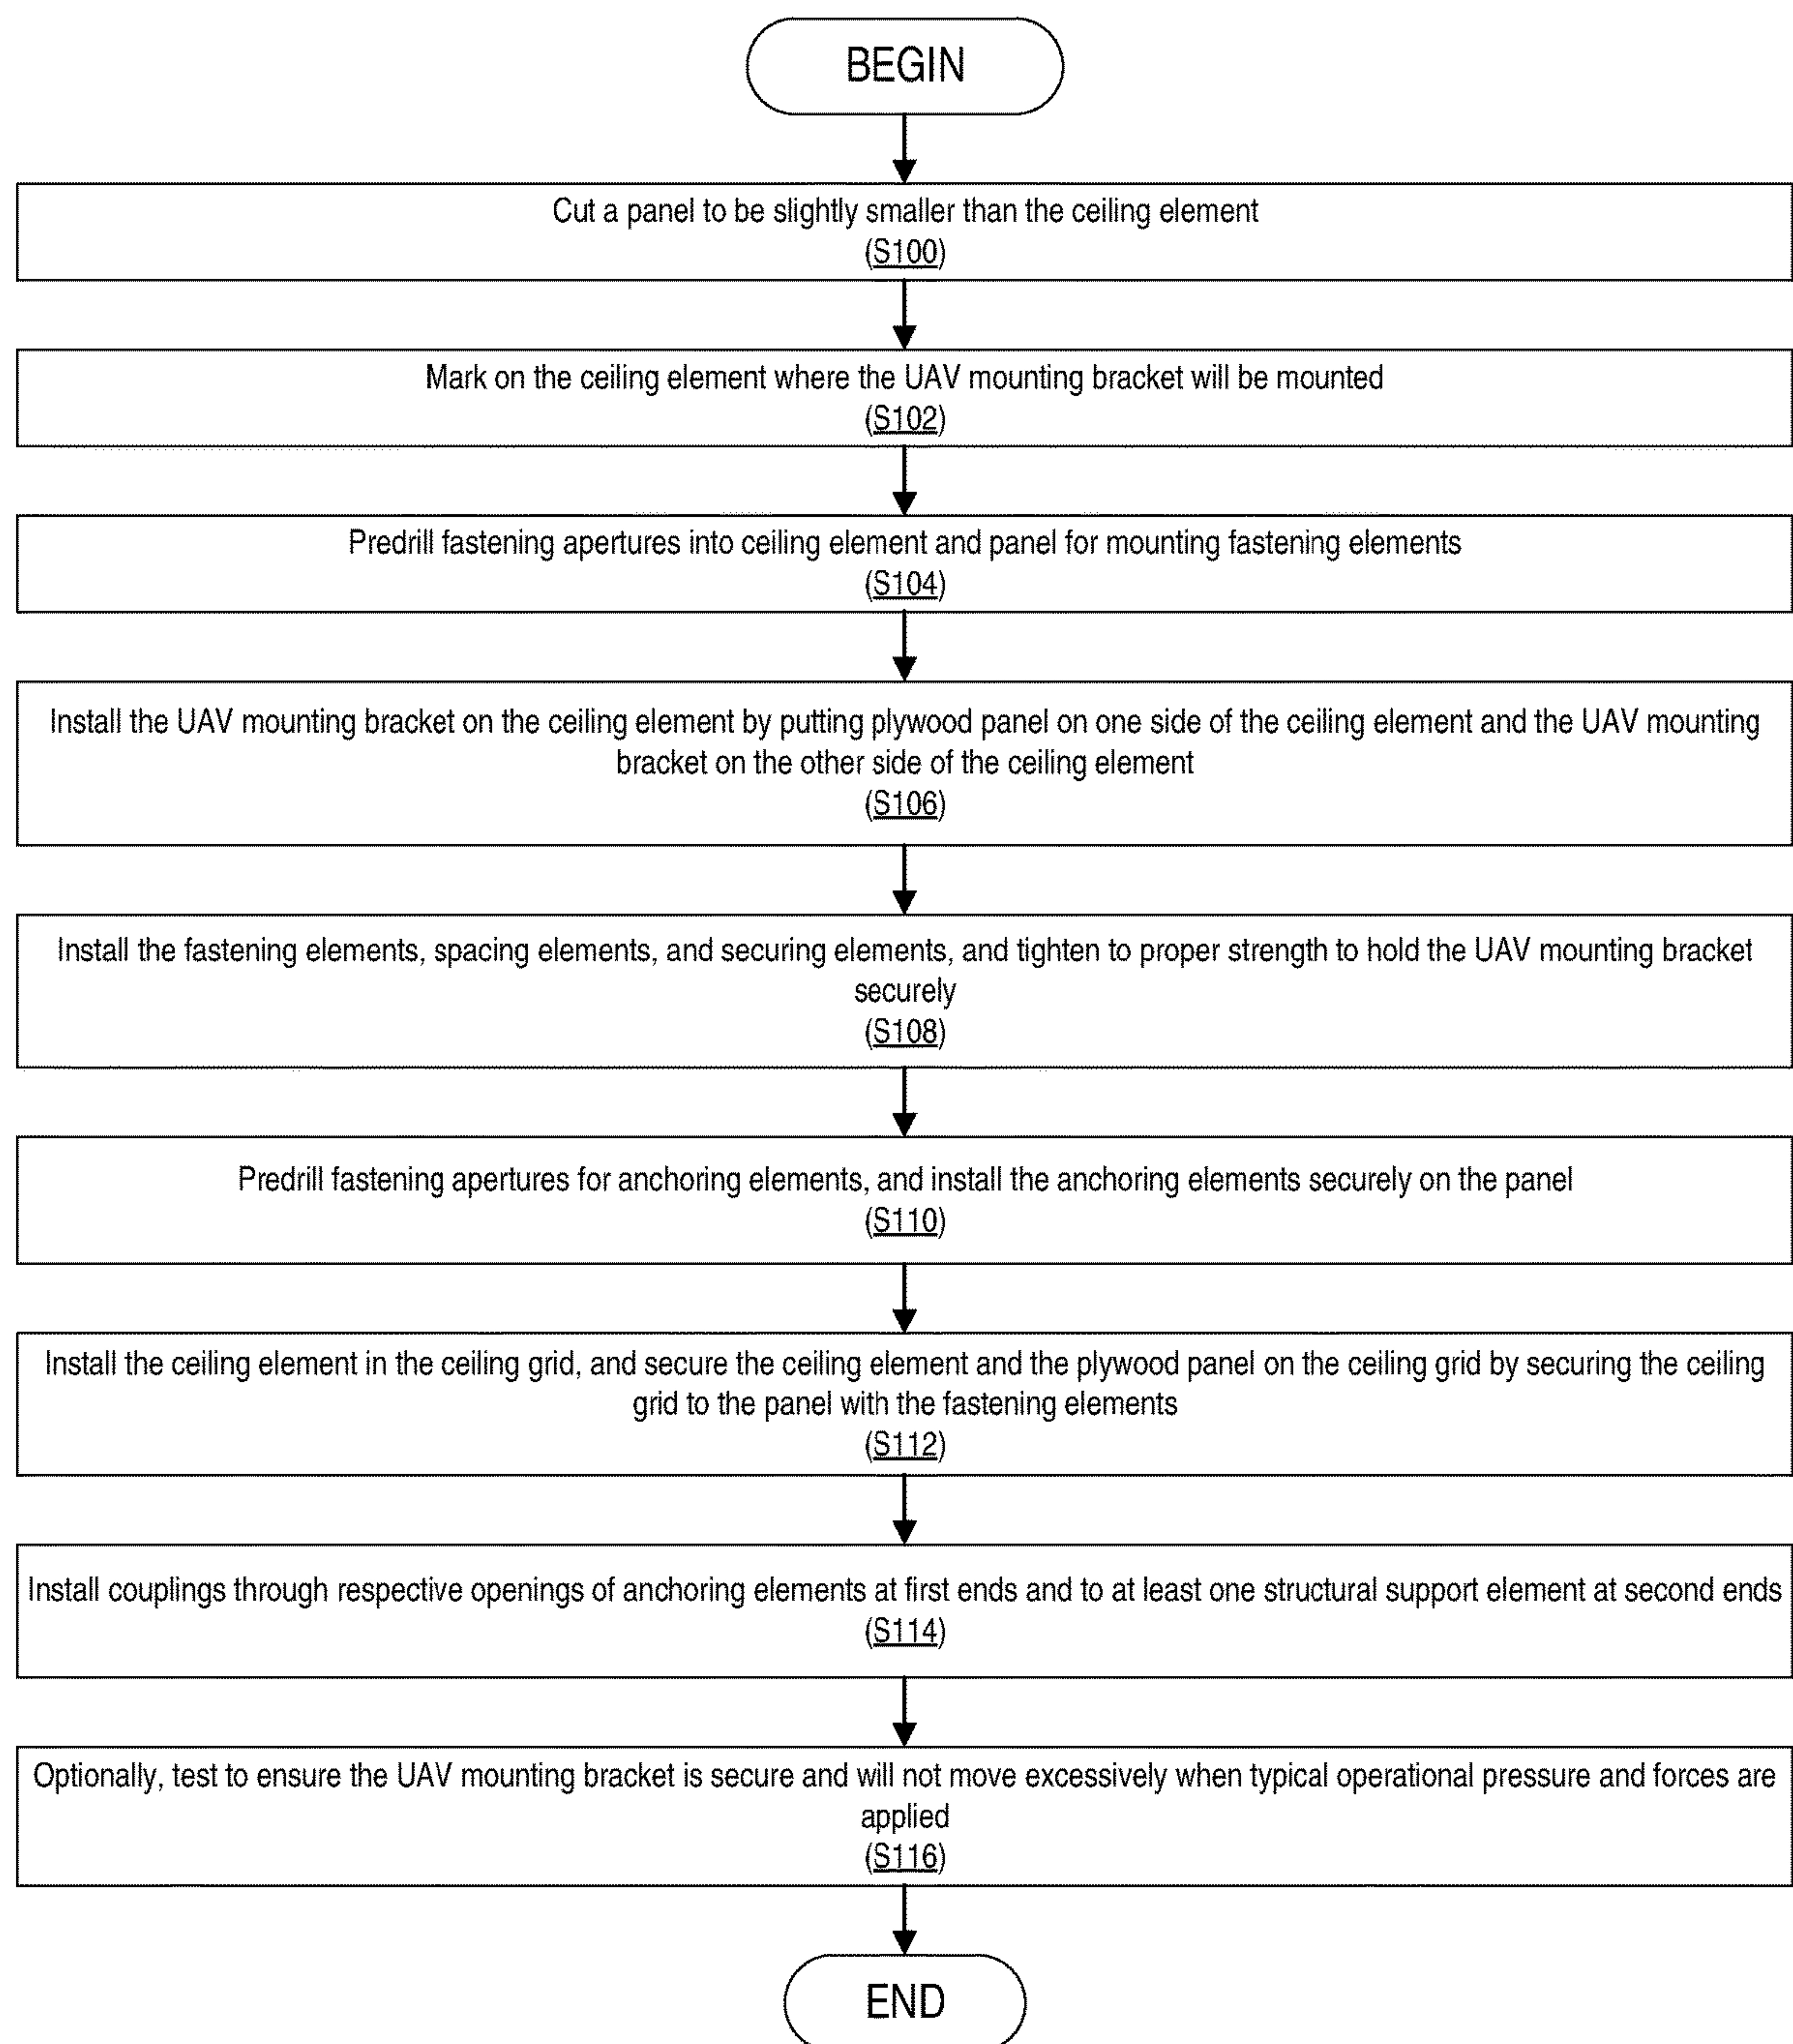 BEGIN
Cut a panel to be slightly smaller than the ceiling element
(S100)
Mark on the ceiling element where the UAV mounting bracket will be mounted
(S102)
Predrill fastening apertures into ceiling element and panel for mounting fastening elements
(S104)
Install the UAV mounting bracket on the ceiling element by putting plywood panel on one side of the ceiling element and the UAV mounting
bracket on the other side of the ceiling element
(S106)
Install the fastening elements, spacing elements, and securing elements, and tighten to proper strength to hold the UAV mounting bracket
securely
(S108)
Predrill fastening apertures for anchoring elements, and install the anchoring elements securely on the panel
(S110)
Install the ceiling element in the ceiling grid, and secure the ceiling element and the plywood panel on the ceiling grid by securing the ceiling
grid to the panel with the fastening elements
(S112)
Install couplings through respective openings of anchoring elements at first ends and to at least one structural support element at second ends
(S114)
Optionally, test to ensure the UAV mounting bracket is secure and will not move excessively when typical operational pressure and forces are
applied
(S116)
END